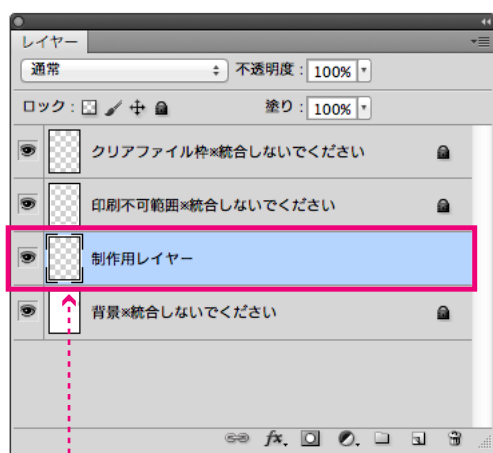 レイヤー
通常 不透明度 : 100%
ロック : 塗り : 100%
クリアファイル枠※統合しないでください
印刷不可範囲※統合しないでください
制作用レイヤー
背景※統合しないでください
fx.